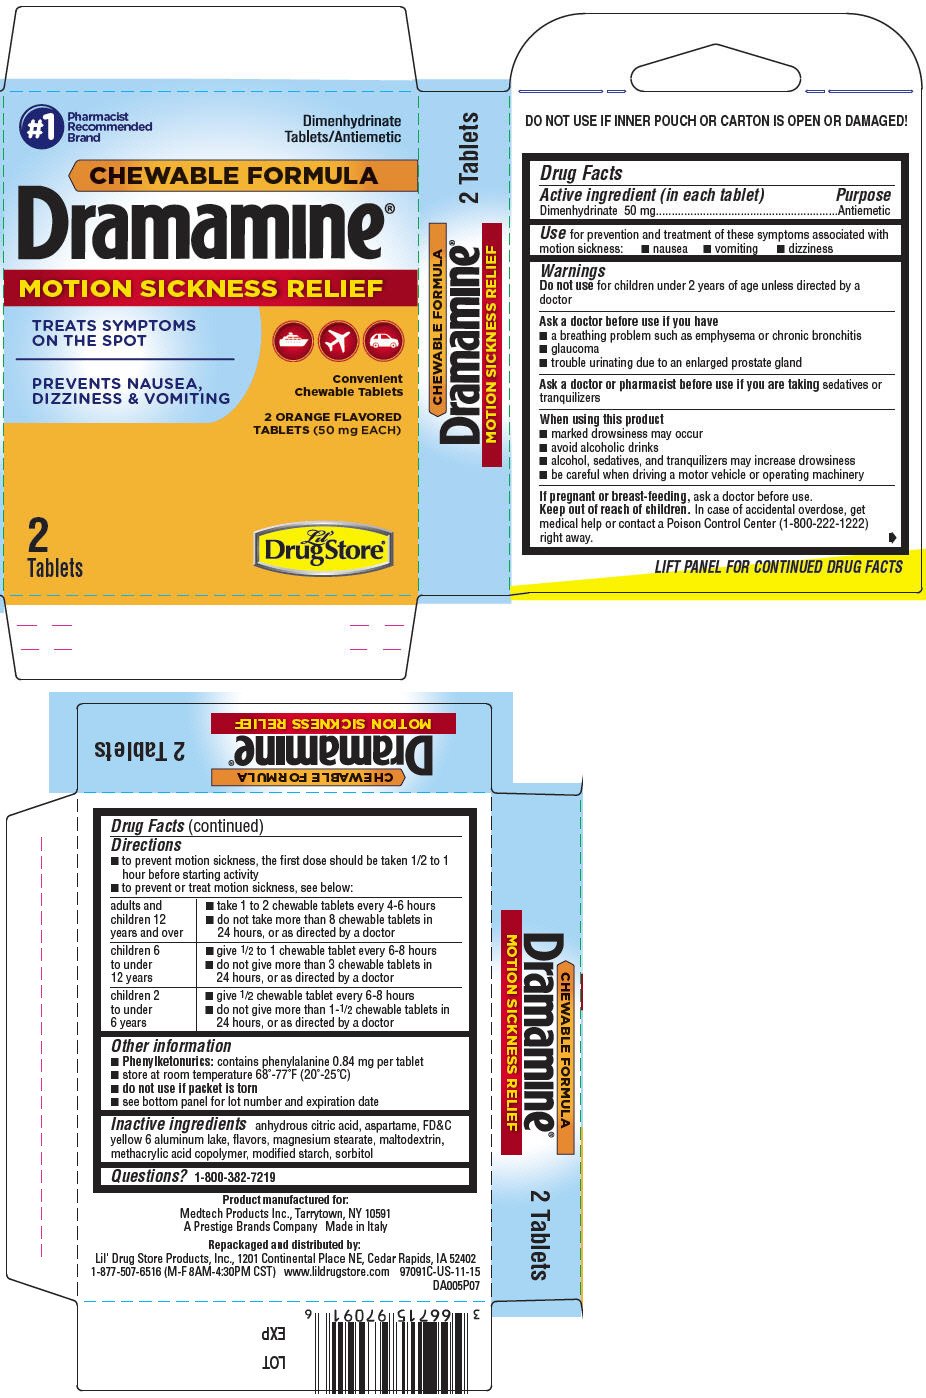 #1
Pharmacist
Recommended
Brand
Dimenhydrinate
Tablets/Antiemetic
CHEWABLE FORMULA
Dramamine®
MOTION SICKNESS RELIEF
TREATS SYMPTOMS
ON THE SPOT
PREVENTS NAUSEA,
DIZZINESS & VOMITING
Convenient
Chewable Tablets
2 ORANGE FLAVORED
TABLETS (50 mg EACH)
2
Tablets
Lil'
DrugStore®
2 Tablets
CHEWABLE FORMULA
Dramamine®
MOTION SICKNESS RELIEF
DO NOT USE IF INNER POUCH OR CARTON IS OPEN OR DAMAGED!
Drug Facts
Active ingredient (in each tablet) Purpose
Dimenhydrinate 50 mg..........................................................Antiemetic
Use for prevention and treatment of these symptoms associated with
motion sickness: ■ nausea ■ vomiting ■ dizziness
Warnings
Do not use for children under 2 years of age unless directed by a
doctor
Ask a doctor before use if you have
■ a breathing problem such as emphysema or chronic bronchitis
■ glaucoma
■ trouble urinating due to an enlarged prostate gland
Ask a doctor or pharmacist before use if you are taking sedatives or
tranquilizers
When using this product
■ marked drowsiness may occur
■ avoid alcoholic drinks
■ alcohol, sedatives, and tranquilizers may increase drowsiness
■ be careful when driving a motor vehicle or operating machinery
If pregnant or breast-feeding, ask a doctor before use.
Keep out of reach of children. In case of accidental overdose, get
medical help or contact a Poison Control Center (1-800-222-1222)
right away.
LIFT PANEL FOR CONTINUED DRUG FACTS
2 Tablets
CHEWABLE FORMULA
Dramamine®
MOTION SICKNESS RELIEF
Drug Facts (continued)
Directions
■ to prevent motion sickness, the first dose should be taken 1/2 to 1
hour before starting activity
■ to prevent or treat motion sickness, see below:
adults and
children 12
years and over
■ take 1 to 2 chewable tablets every 4-6 hours
■ do not take more than 8 chewable tablets in
24 hours, or as directed by a doctor
children 6
to under
12 years
■ give 1/2 to 1 chewable tablet every 6-8 hours
■ do not give more than 3 chewable tablets in
24 hours, or as directed by a doctor
children 2
to under
6 years
■ give 1/2 chewable tablet every 6-8 hours
■ do not give more than 1-1/2 chewable tablets in
24 hours, or as directed by a doctor
Other information
■ Phenylketonurics: contains phenylalanine 0.84 mg per tablet
■ store at room temperature 68°-77°F (20°-25°C)
■ do not use if packet is torn
■ see bottom panel for lot number and expiration date
Inactive ingredients anhydrous citric acid, aspartame, FD&C
yellow 6 aluminum lake, flavors, magnesium stearate, maltodextrin,
methacrylic acid copolymer, modified starch, sorbitol
Questions? 1-800-382-7219
Product manufactured for:
Medtech Products Inc., Tarrytown, NY 10591
A Prestige Brands Company Made in Italy
Repackaged and distributed by:
Lil' Drug Store Products, Inc., 1201 Continental Place NE, Cedar Rapids, IA 52402
1-877-507-6516 (M-F 8AM-4:30PM CST) www.lildrugstore.com 97091C-US-11-15
DA005P07
CHEWABLE FORMULA
Dramamine®
MOTION SICKNESS RELIEF
2 Tablets
3 66715 97091 6
EXP
LOT